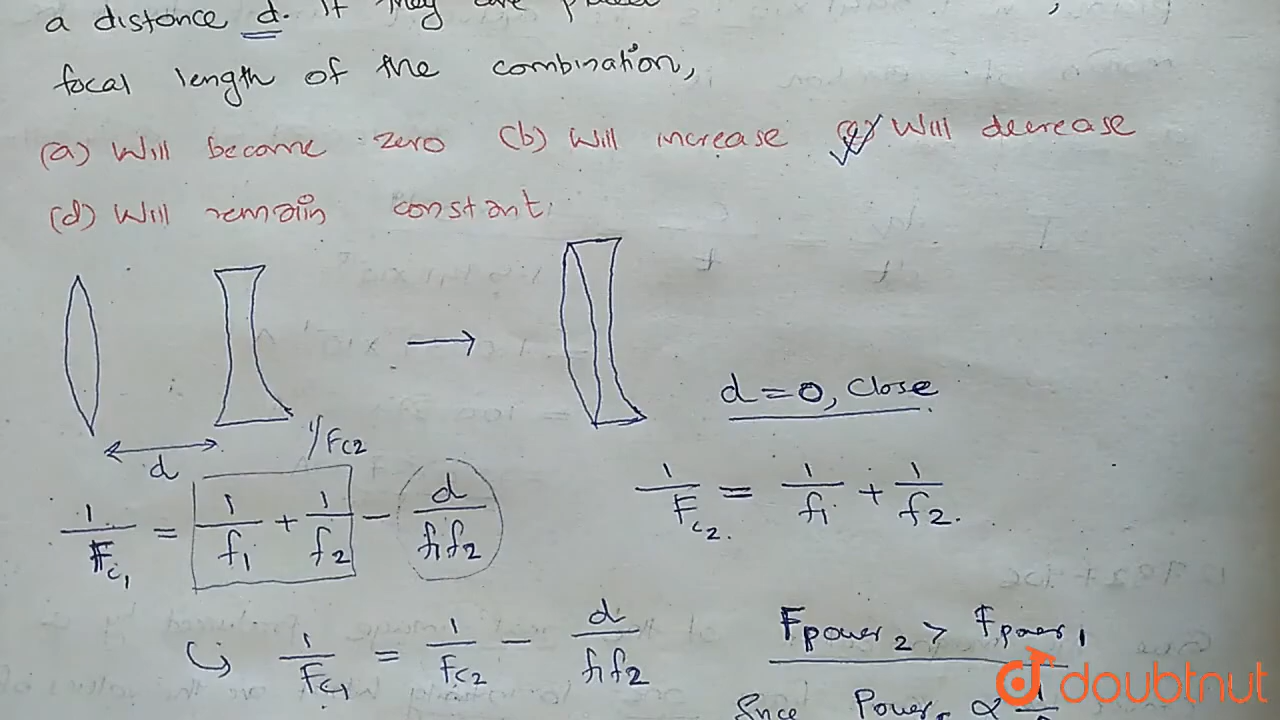 a distance d. If they are placed ,
focal length of the combination,
(a) Will become zero (b) Will increase (c) Will decrease
(d) Will remain constant.
d=0, Close
d
1/Fc2
1/Fc1 = 1/f1 + 1/f2 - d/f1f2
1/Fc2. = 1/f1 + 1/f2.
1/Fc1 = 1/Fc2 - d/f1f2
Fpower2 > Fpower1
Since Power ∝ 1
doubtnut